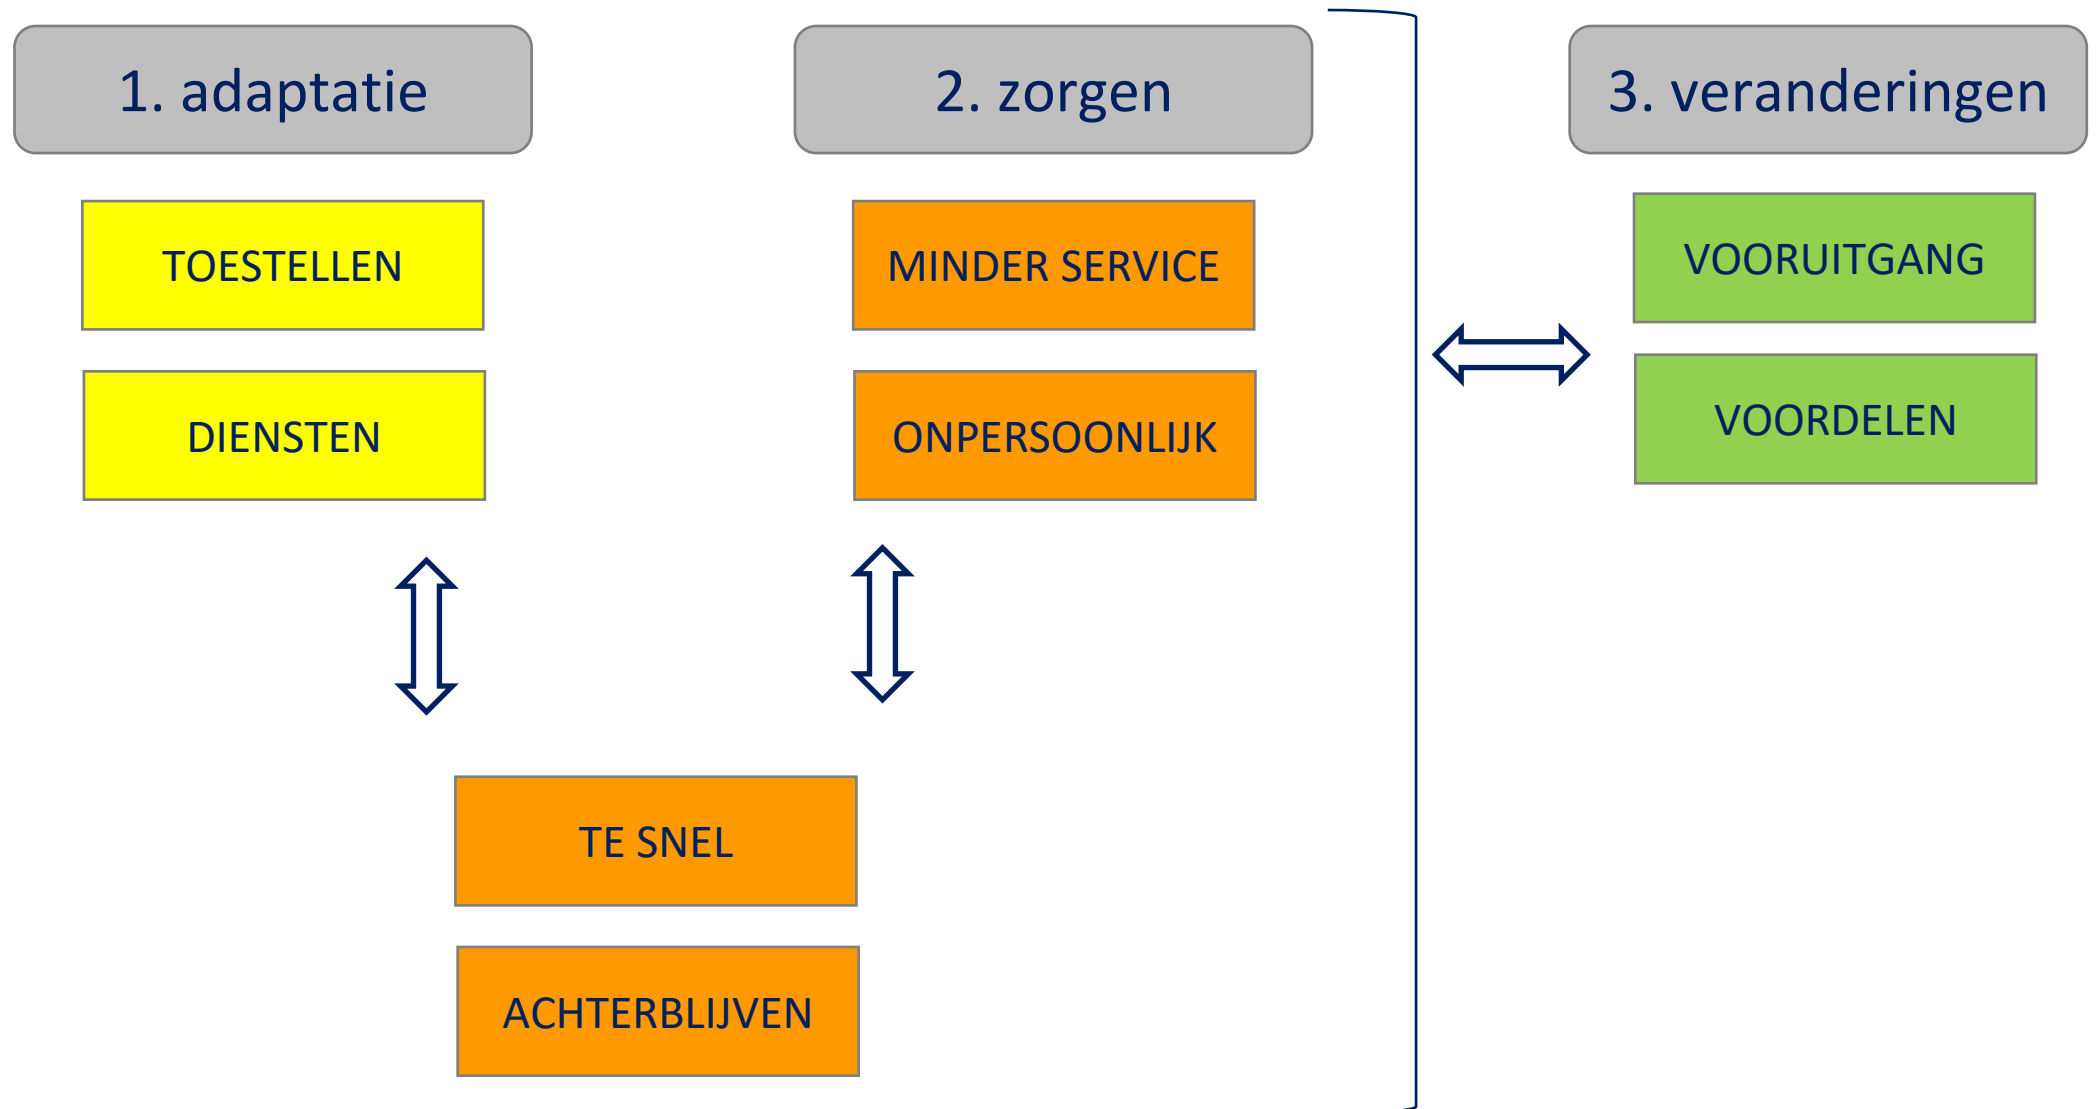 1. adaptatie
2. zorgen
3. veranderingen
TOESTELLEN
MINDER SERVICE
VOORUITGANG
DIENSTEN
ONPERSOONLIJK
VOORDELEN
TE SNEL
ACHTERBLIJVEN